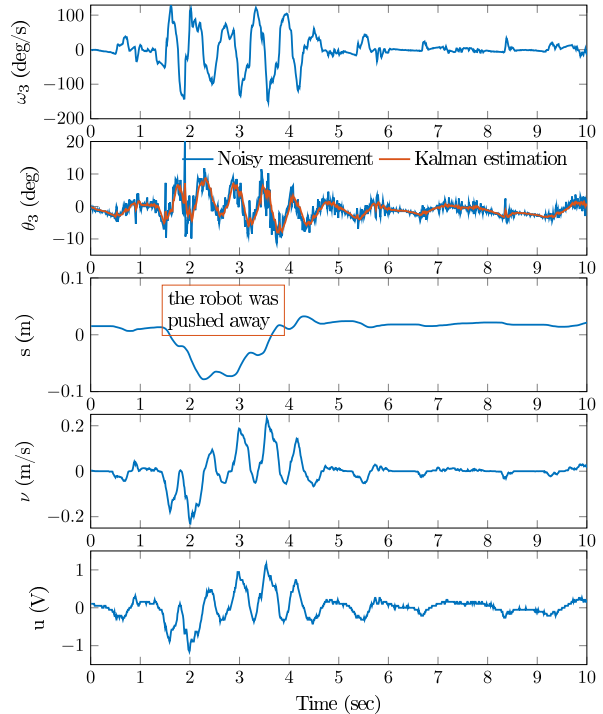 100
0
−100
−200
ω3 (deg/s)
0 1 2 3 4 5 6 7 8 9 10
20
10
0
−10
θ3 (deg)
Noisy measurement Kalman estimation
0 1 2 3 4 5 6 7 8 9 10
0.1
0
−0.1
s (m)
the robot was
pushed away
0 1 2 3 4 5 6 7 8 9 10
0.2
0
−0.2
ν (m/s)
0 1 2 3 4 5 6 7 8 9 10
1
0
−1
u (V)
0 1 2 3 4 5 6 7 8 9 10
Time (sec)